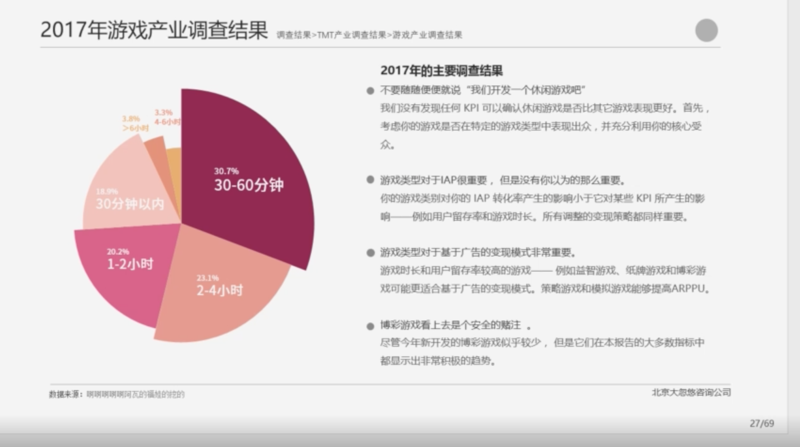 2017年游戏产业调查结果 调查结果>TMT产业调查结果>游戏产业调查结果
3.8%
＞6小时
3.3%
4-6小时
30.7%
30-60分钟
18.9%
30分钟以内
20.2%
1-2小时
23.1%
2-4小时
2017年的主要调查结果
不要随随便便就说“我们开发一个休闲游戏吧”
我们没有发现任何 KPI 可以确认休闲游戏是否比其它游戏表现更好。首先，
考虑你的游戏是否在特定的游戏类型中表现出众，并充分利用你的核心受
众。
游戏类型对于IAP很重要， 但是没有你以为的那么重要。
你的游戏类别对你的 IAP 转化率产生的影响小于它对某些 KPI 所产生的影
响——例如用户留存率和游戏时长。所有调整的变现策略都同样重要。
游戏类型对于基于广告的变现模式非常重要。
游戏时长和用户留存率较高的游戏—— 例如益智游戏、纸牌游戏和博彩游
戏可能更适合基于广告的变现模式。策略游戏和模拟游戏能够提高ARPPU。
博彩游戏看上去是个安全的赌注 。
尽管今年新开发的博彩游戏似乎较少， 但是它们在本报告的大多数指标中
都显示出非常积极的趋势。
数据来源：
北京大忽悠咨询公司
27/69